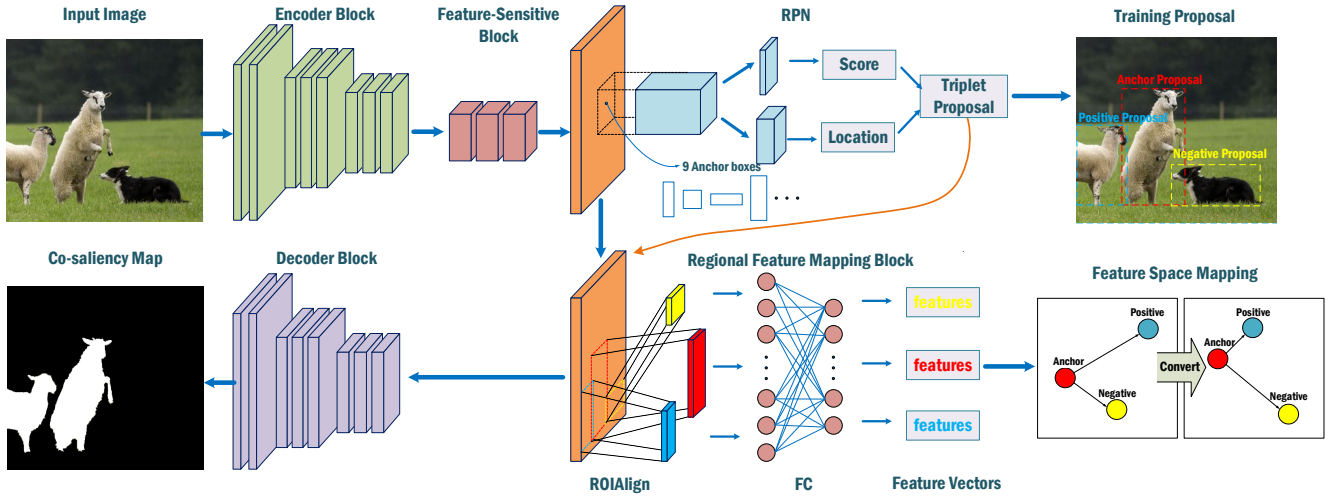 Input Image
Encoder Block
Feature-Sensitive
Block
RPN
Training Proposal
Score
Location
Triplet
Proposal
9 Anchor boxes
Anchor Proposal
Positive Proposal
Negative Proposal
Co-saliency Map
Decoder Block
Regional Feature Mapping Block
Feature Space Mapping
features
features
features
Positive
Anchor
Negative
Convert
Positive
Anchor
Negative
ROIAlign
FC
Feature Vectors